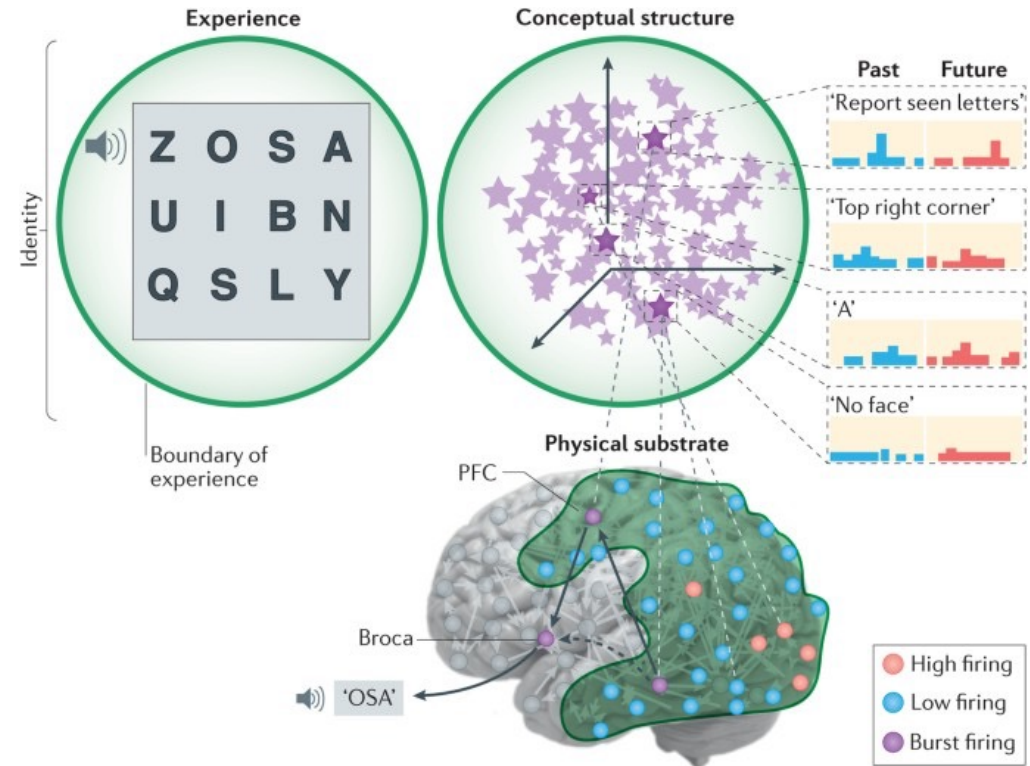 Experience
Conceptual structure
Identity
Z O S A
U I B N
Q S L Y
Boundary of
experience
Past Future
'Report seen letters'
'Top right corner'
'A'
'No face'
Physical substrate
PFC
Broca
'OSA'
High firing
Low firing
Burst firing